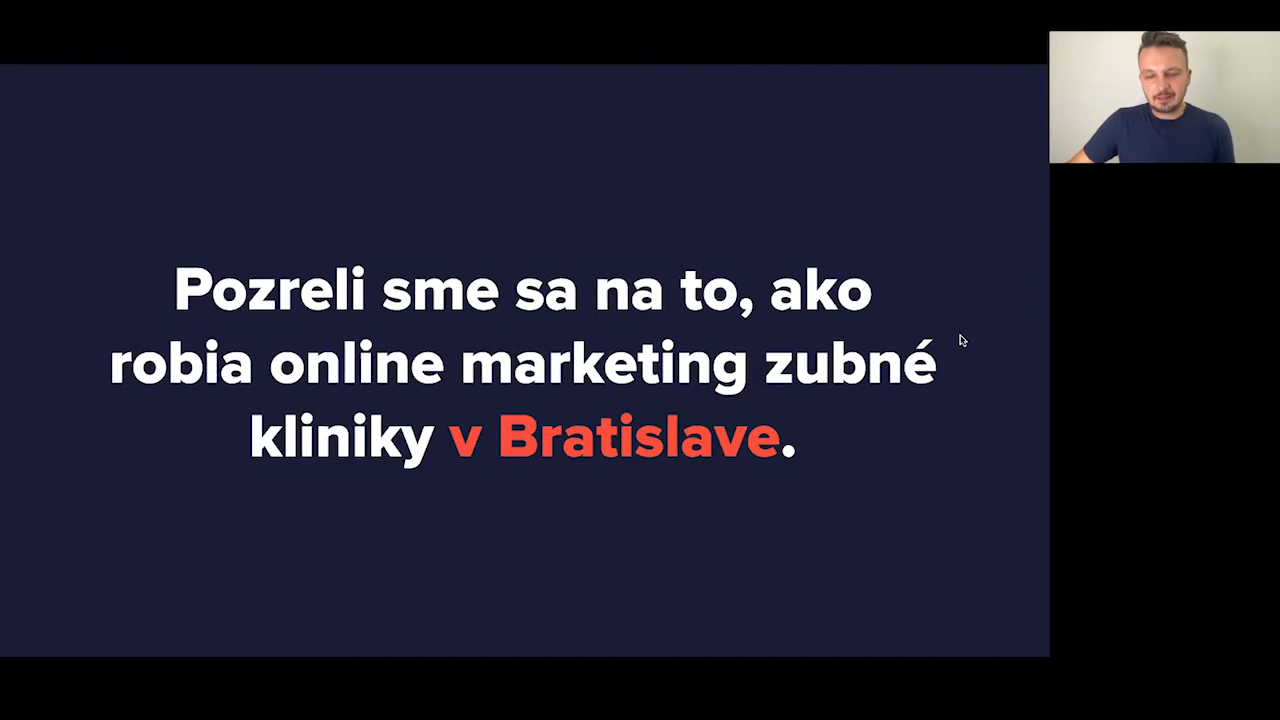 Pozreli sme sa na to, ako
robia online marketing zubné
kliniky v Bratislave.